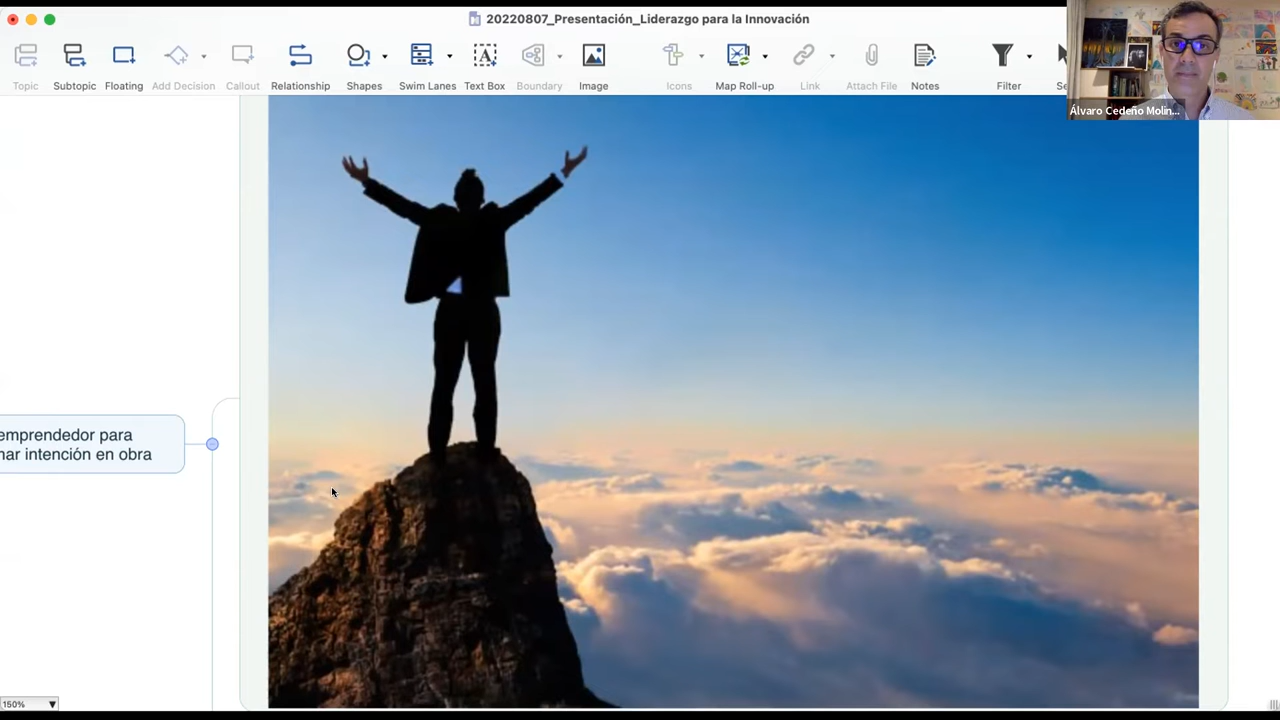 20220807_Presentación_Liderazgo para la Innovación
Topic
Subtopic
Floating
Add Decision
Callout
Relationship
Shapes
Swim Lanes
Text Box
Boundary
Image
Icons
Map Roll-up
Link
Attach File
Notes
Filter
Álvaro Cedeño Molin...
emprendedor para
intención en obra
150%